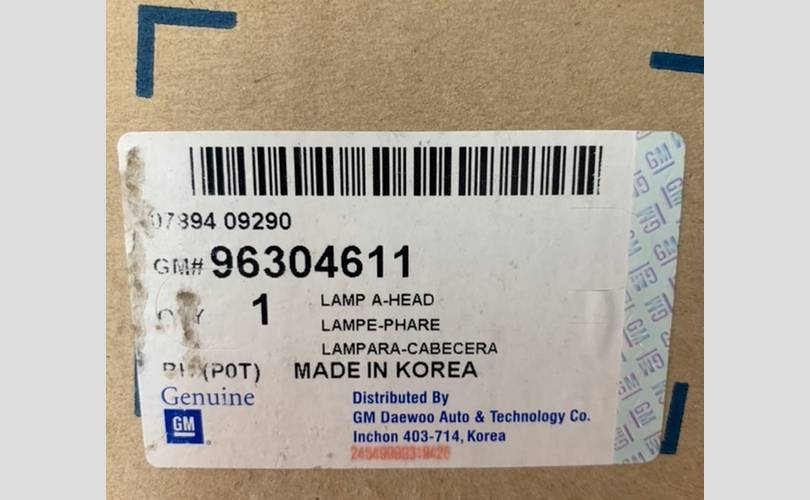 07894 09290
GM# 96304611
QTY 1 LAMP A-HEAD
LAMPE-PHARE
LAMPARA-CABECERA
(P0T) MADE IN KOREA
Genuine
GM
Distributed By
GM Daewoo Auto & Technology Co.
Inchon 403-714, Korea